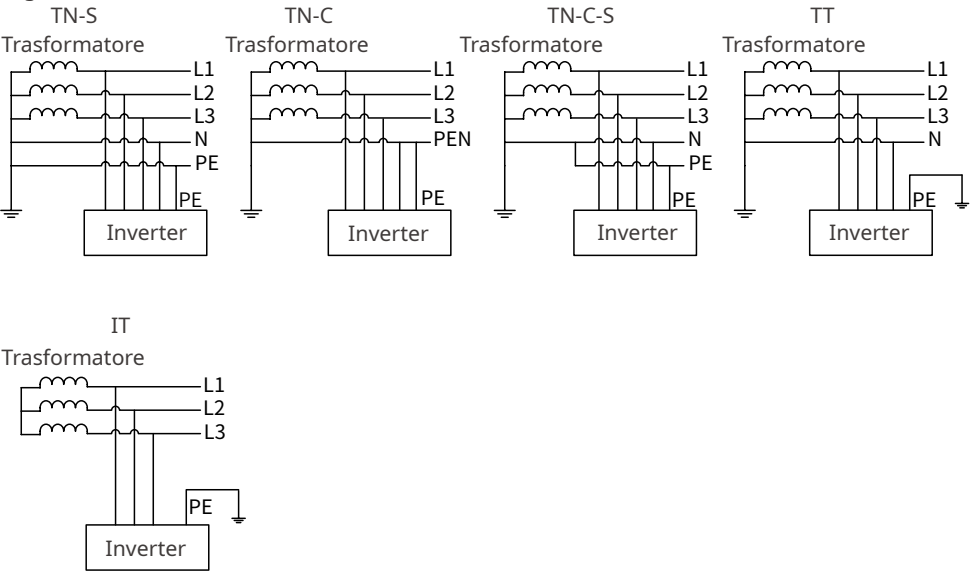 TN-S
TN-C
TN-C-S
TT
Trasformatore
Trasformatore
Trasformatore
Trasformatore
L1
L2
L3
N
PE
PE
Inverter
L1
L2
L3
PEN
PE
Inverter
L1
L2
L3
N
PE
PE
Inverter
L1
L2
L3
N
PE
Inverter
IT
Trasformatore
L1
L2
L3
PE
Inverter